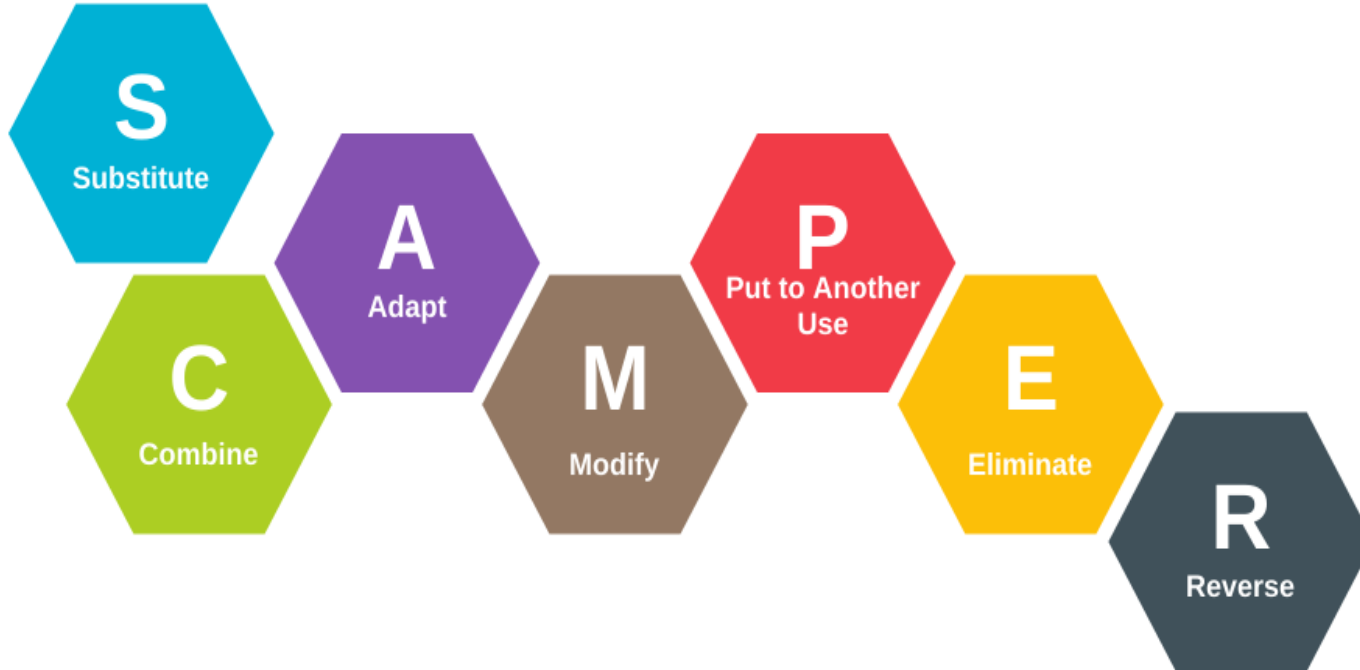 S
Substitute
C
Combine
A
Adapt
M
Modify
P
Put to Another
Use
E
Eliminate
R
Reverse